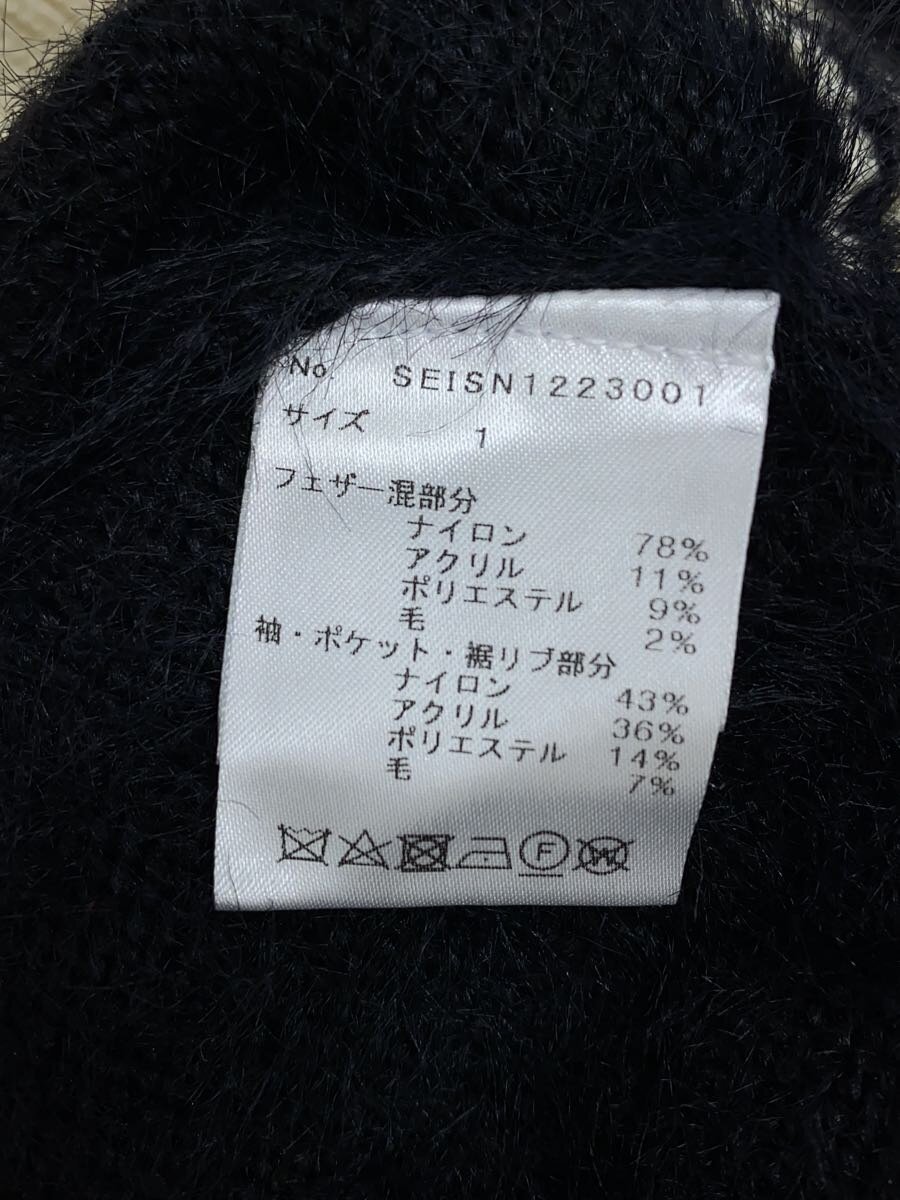 No. SEISN1223001
サイズ 1
フェザー混部分
ナイロン 78%
アクリル 11%
ポリエステル 9%
毛 2%
袖・ポケット・裾リブ部分
ナイロン 43%
アクリル 36%
ポリエステル 14%
毛 7%
F W